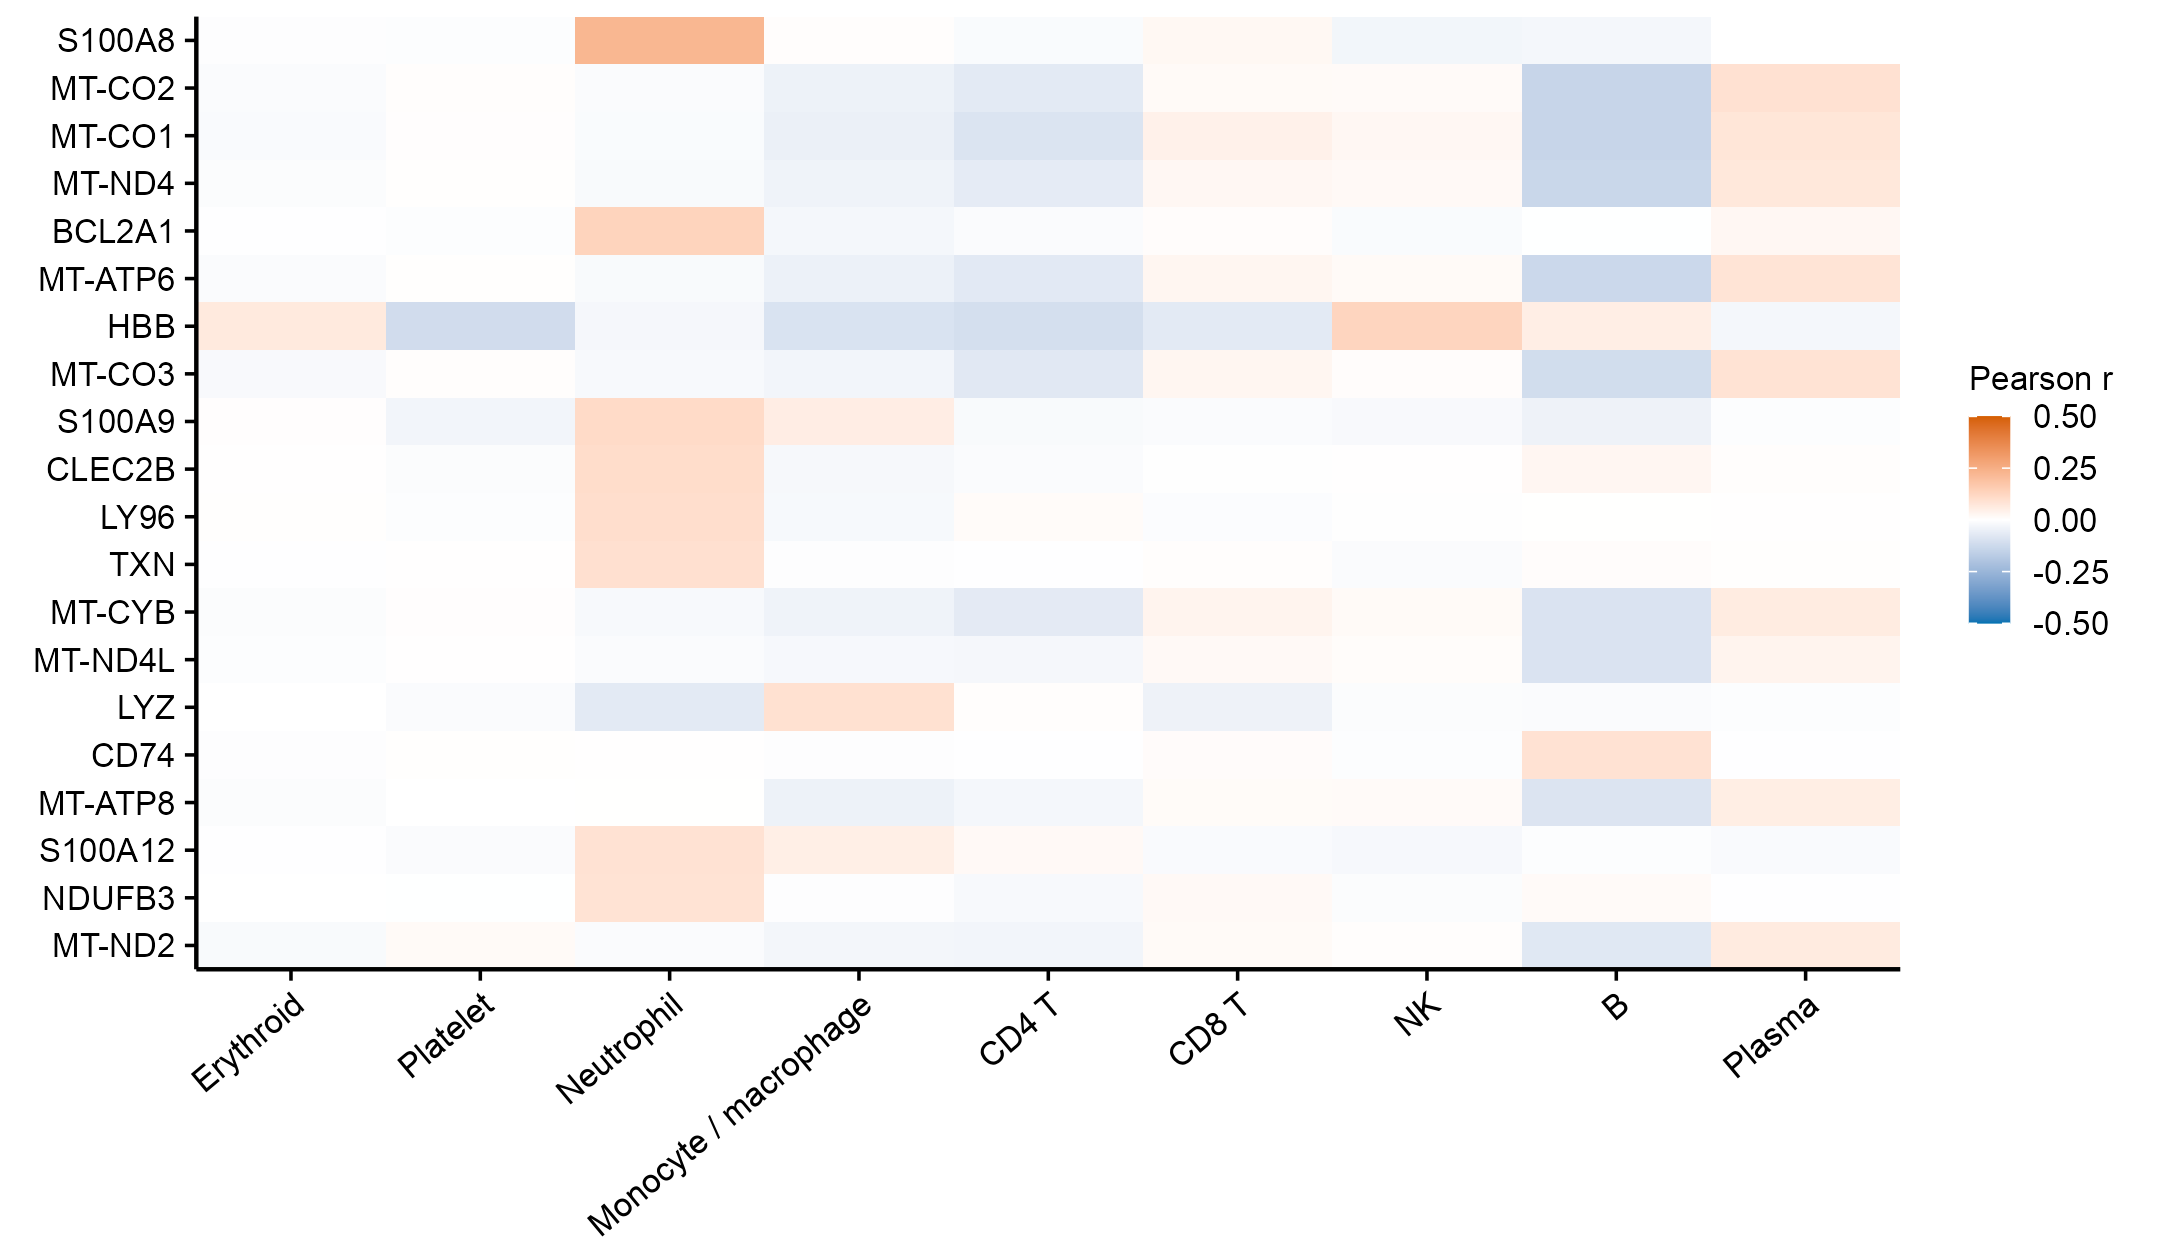 S100A8
MT-CO2
MT-CO1
MT-ND4
BCL2A1
MT-ATP6
HBB
MT-CO3
S100A9
CLEC2B
LY96
TXN
MT-CYB
MT-ND4L
LYZ
CD74
MT-ATP8
S100A12
NDUFB3
MT-ND2
Erythroid
Platelet
Neutrophil
Monocyte / macrophage
CD4 T
CD8 T
NK
B
Plasma
Pearson r
0.50
0.25
0.00
-0.25
-0.50